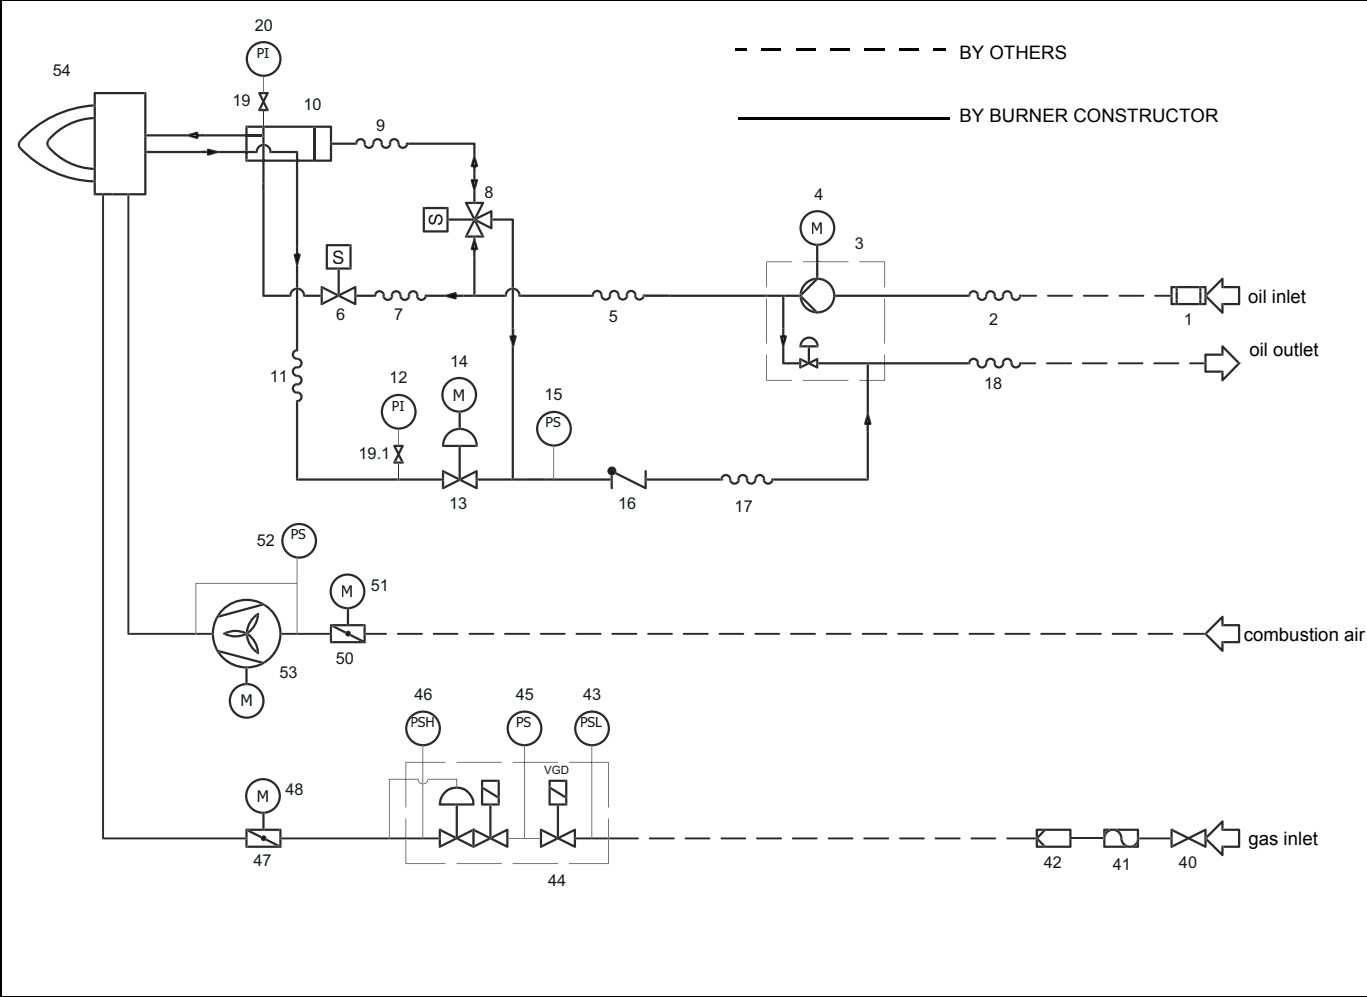 20
PI
54
BY OTHERS
19
10
9
BY BURNER CONSTRUCTOR
8
S
4
M
3
S
6
7
5
2
1
oil inlet
oil outlet
18
11
12
PI
14
M
15
PS
19.1
13
16
17
52
PS
M
51
combustion air
50
53
M
46
45
43
PSH
PS
PSL
VGD
M
48
47
44
42
41
40
gas inlet